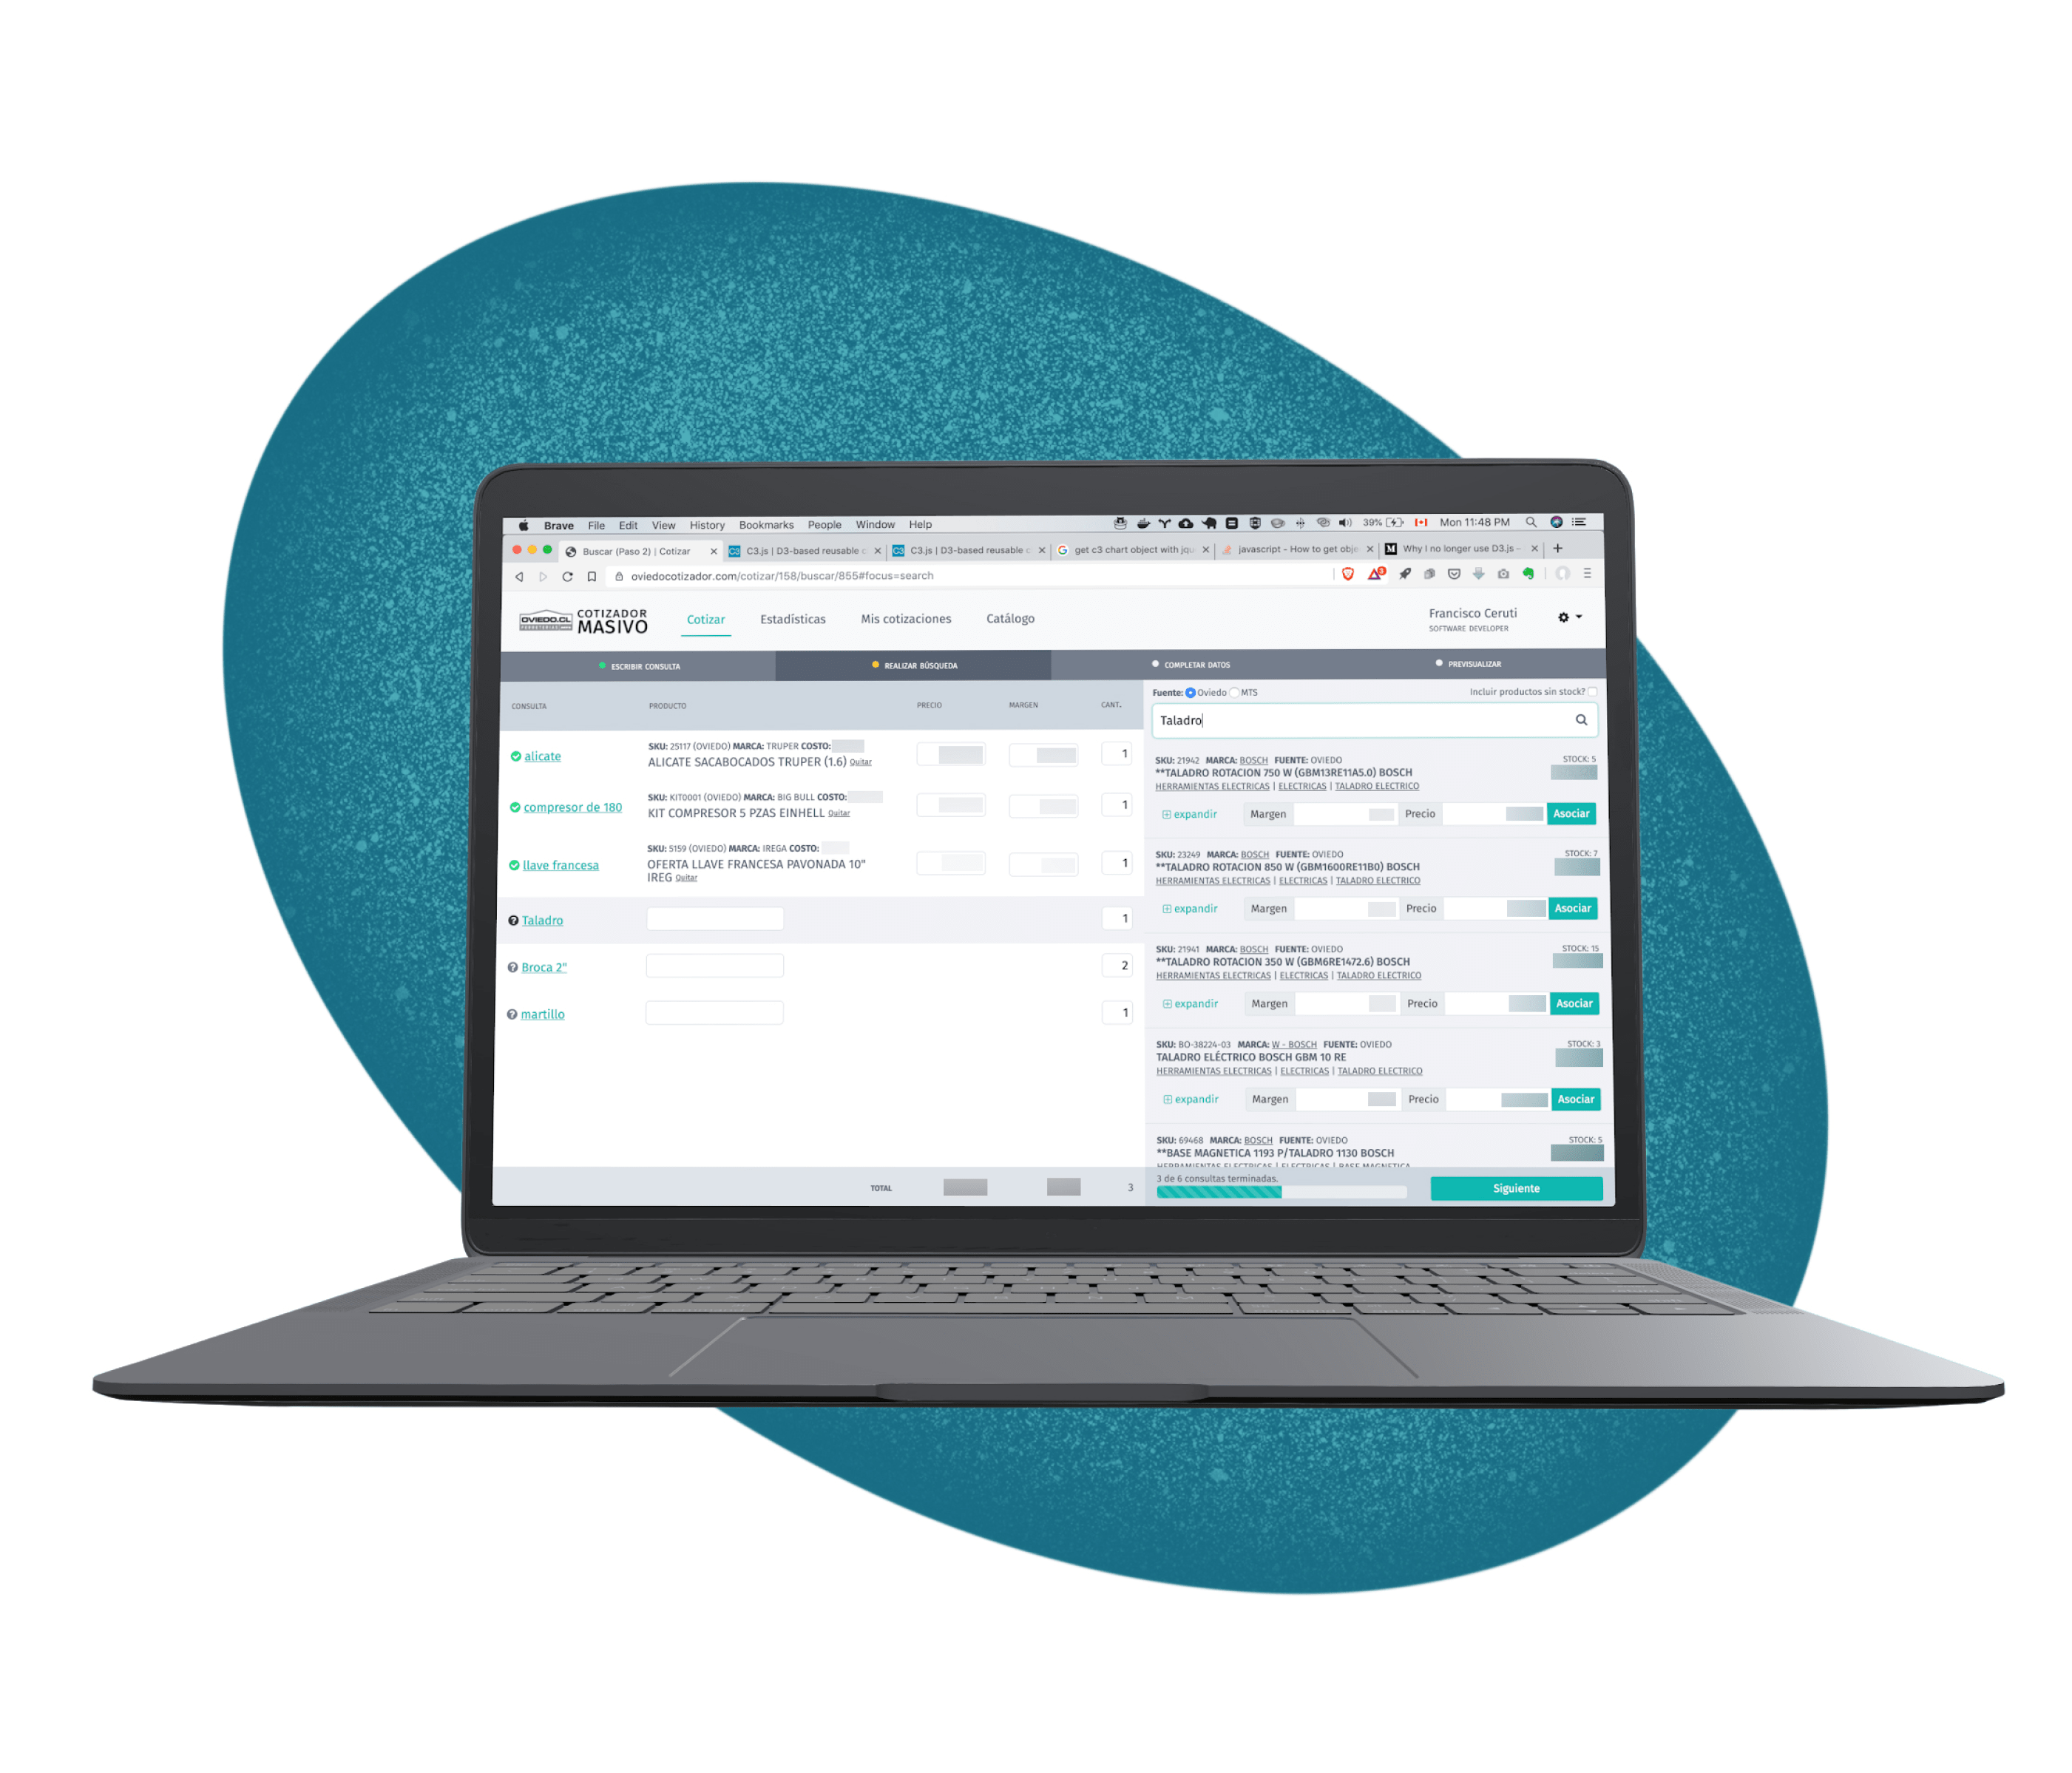 Brave File Edit View History Bookmarks People Window Help 39% Mon 11:48 PM
Buscar (Paso 2) | Cotizar C3.js | D3-based reusable c C3.js | D3-based reusable c get c3 chart object with jqu javascript - How to get obje Why I no longer use D3.js -
oviedocotizador.com/cotizar/158/buscar/855#focus=search
OVIEDO.CL COTIZADOR MASIVO Cotizar Estadísticas Mis cotizaciones Catálogo
Francisco Ceruti
SOFTWARE DEVELOPER
ESCRIBIR CONSULTA REALIZAR BÚSQUEDA COMPLETAR DATOS PREVISUALIZAR
CONSULTA PRODUCTO PRECIO MARGEN CANT.
alicate
SKU: 25117 (OVIEDO) MARCA: TRUPER COSTO:
ALICATE SACABOCADOS TRUPER (1.6) Quitar
1
compresor de 180
SKU: KIT0001 (OVIEDO) MARCA: BIG BULL COSTO:
KIT COMPRESOR 5 PZAS EINHELL Quitar
1
llave francesa
SKU: 5159 (OVIEDO) MARCA: IREGA COSTO:
OFERTA LLAVE FRANCESA PAVONADA 10"
IREG Quitar
1
Taladro 1
Broca 2" 2
martillo 1
TOTAL 3
Fuente: Oviedo MTS Incluir productos sin stock?
Taladro
SKU: 21942 MARCA: BOSCH FUENTE: OVIEDO STOCK: 5
**TALADRO ROTACION 750 W (GBM13RE11A5.0) BOSCH
HERRAMIENTAS ELECTRICAS | ELECTRICAS | TALADRO ELECTRICO
expandir Margen Precio Asociar
SKU: 23249 MARCA: BOSCH FUENTE: OVIEDO STOCK: 7
**TALADRO ROTACION 850 W (GBM1600RE11B0) BOSCH
HERRAMIENTAS ELECTRICAS | ELECTRICAS | TALADRO ELECTRICO
expandir Margen Precio Asociar
SKU: 21941 MARCA: BOSCH FUENTE: OVIEDO STOCK: 15
**TALADRO ROTACION 350 W (GBM6RE1472.6) BOSCH
HERRAMIENTAS ELECTRICAS | ELECTRICAS | TALADRO ELECTRICO
expandir Margen Precio Asociar
SKU: BO-38224-03 MARCA: W - BOSCH FUENTE: OVIEDO STOCK: 3
TALADRO ELÉCTRICO BOSCH GBM 10 RE
HERRAMIENTAS ELECTRICAS | ELECTRICAS | TALADRO ELECTRICO
expandir Margen Precio Asociar
SKU: 69468 MARCA: BOSCH FUENTE: OVIEDO STOCK: 5
**BASE MAGNETICA 1193 P/TALADRO 1130 BOSCH
HERRAMIENTAS ELECTRICAS | ELECTRICAS | BASE MAGNETICA
3 de 6 consultas terminadas.
Siguiente